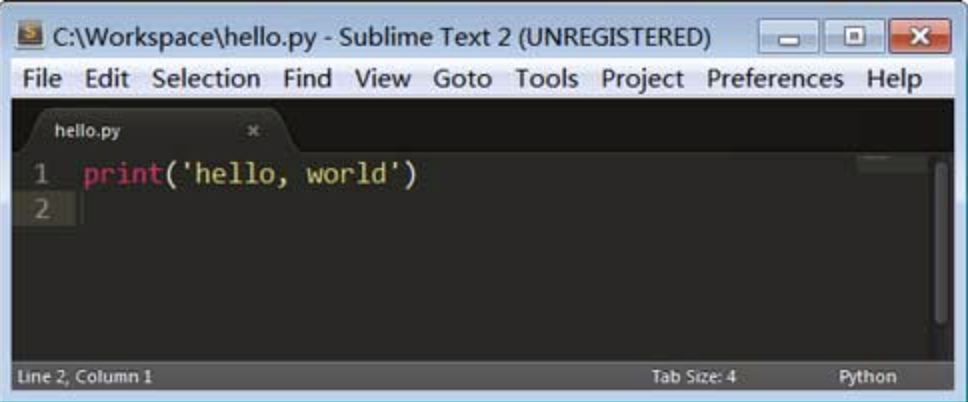 C:\Workspace\hello.py - Sublime Text 2 (UNREGISTERED)
File Edit Selection Find View Goto Tools Project Preferences Help
hello.py
1 print('hello, world')
2
Line 2, Column 1 Tab Size: 4 Python